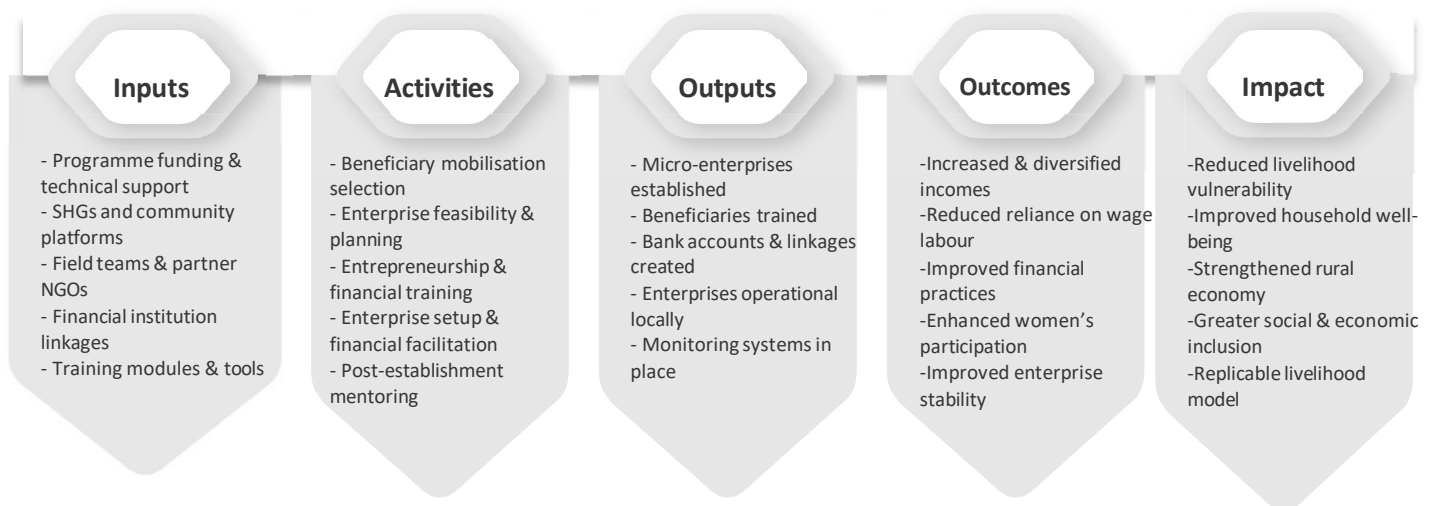 Inputs
- Programme funding &
technical support
- SHGs and community
platforms
- Field teams & partner
NGOs
- Financial institution
linkages
- Training modules & tools
Activities
- Beneficiary mobilisation
selection
- Enterprise feasibility &
planning
- Entrepreneurship &
financial training
- Enterprise setup &
financial facilitation
- Post-establishment
mentoring
Outputs
- Micro-enterprises
established
- Beneficiaries trained
- Bank accounts & linkages
created
- Enterprises operational
locally
- Monitoring systems in
place
Outcomes
-Increased & diversified
incomes
-Reduced reliance on wage
labour
-Improved financial
practices
-Enhanced women’s
participation
-Improved enterprise
stability
Impact
-Reduced livelihood
vulnerability
-Improved household well-
being
-Strengthened rural
economy
-Greater social & economic
inclusion
-Replicable livelihood
model